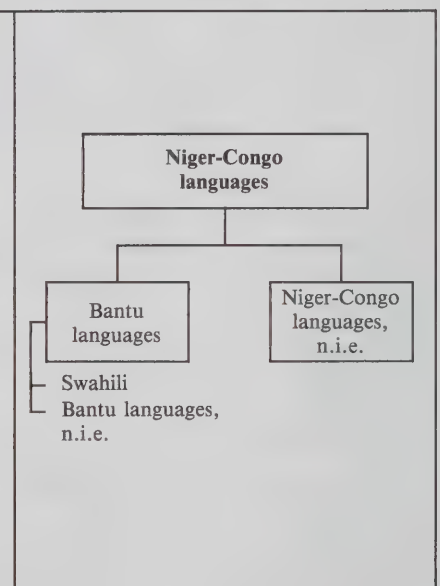 Niger-Congo
languages
Bantu
languages
Niger-Congo
languages,
n.i.e.
Swahili
Bantu languages,
n.i.e.